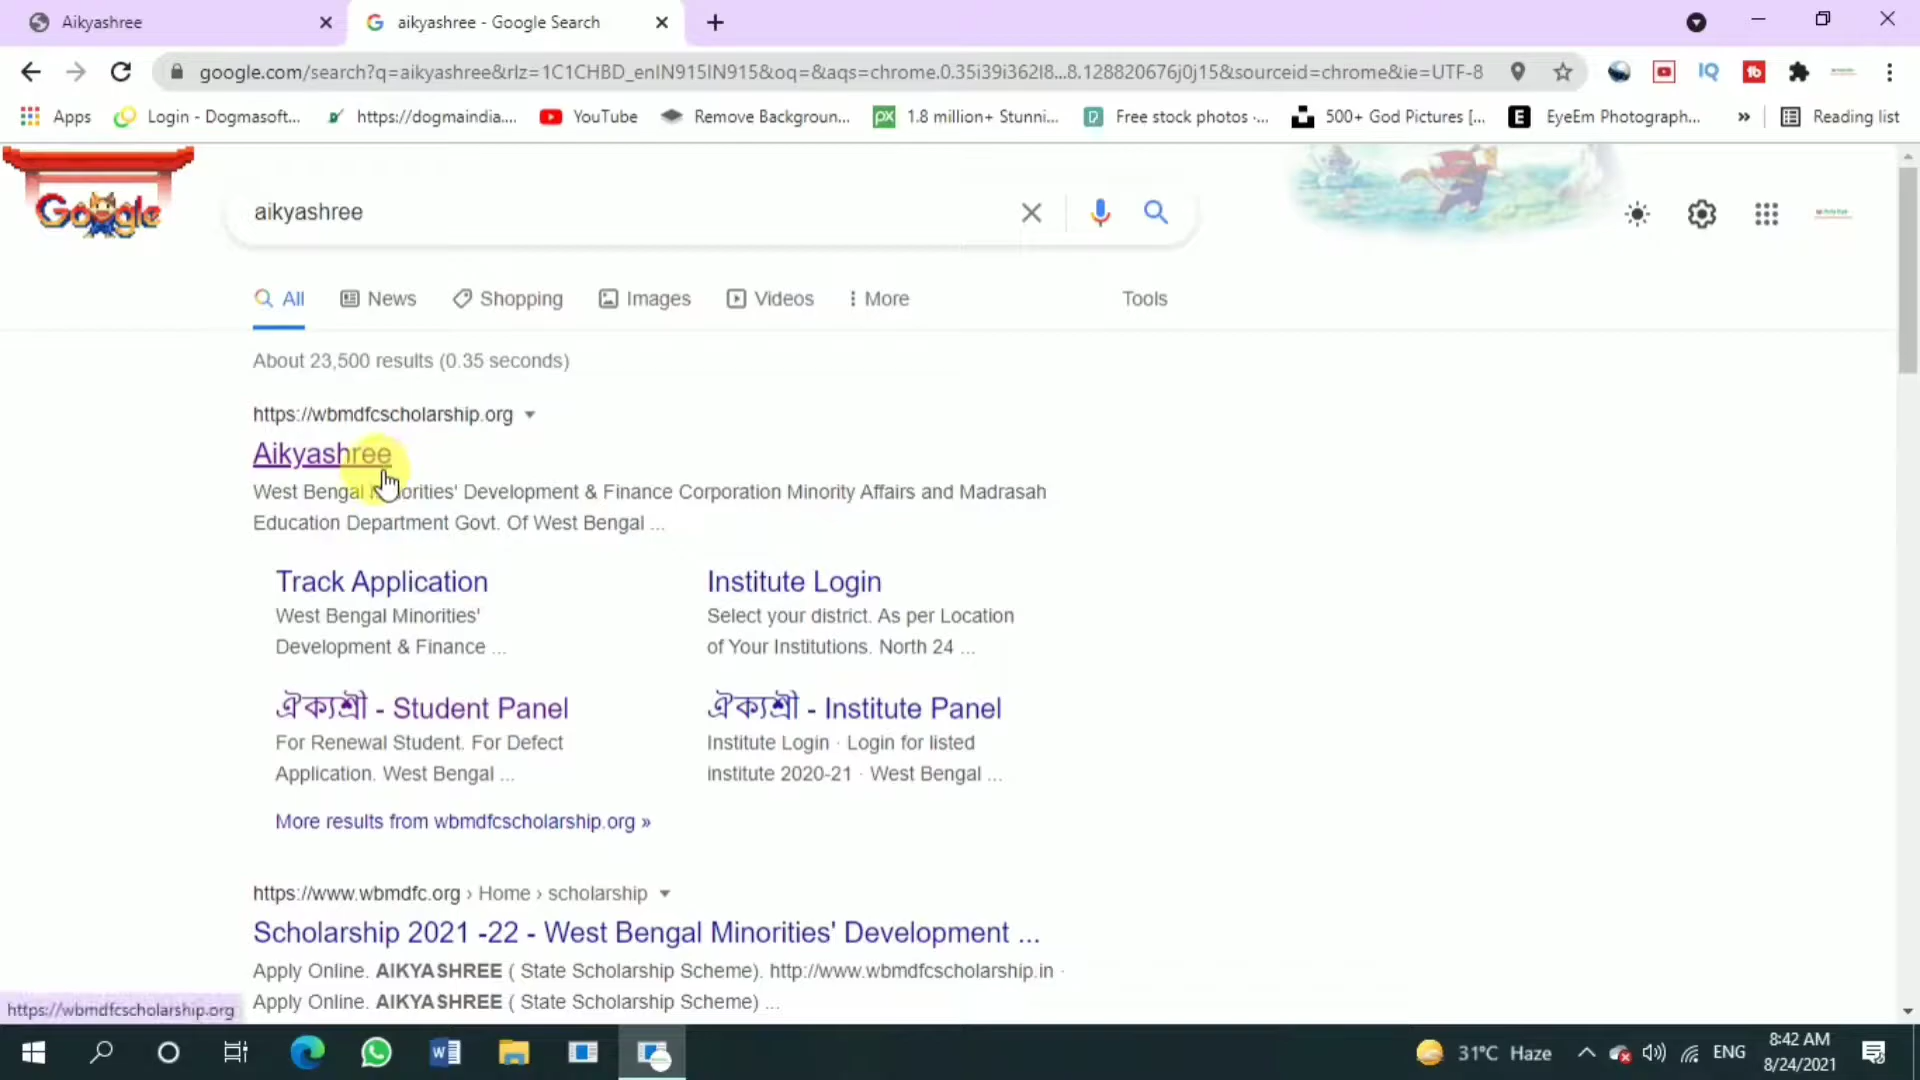 Aikyashree
aikyashree - Google Search
google.com/search?q=aikyashree&rlz=1C1CHBD_enIN915IN915&oq=&aqs=chrome.0.35i39i362l8...8.128820676j0j15&sourceid=chrome&ie=UTF-8
Apps
Login - Dogmasoft...
https://dogmaindia....
YouTube
Remove Backgroun...
1.8 million+ Stunni...
Free stock photos ·...
500+ God Pictures [...
EyeEm Photograph...
»
Reading list
Google
aikyashree
All
News
Shopping
Images
Videos
More
Tools
About 23,500 results (0.35 seconds)
https://wbmdfcscholarship.org
Aikyashree
West Bengal Minorities' Development & Finance Corporation Minority Affairs and Madrasah
Education Department Govt. Of West Bengal ...
Track Application
West Bengal Minorities'
Development & Finance ...
Institute Login
Select your district. As per Location
of Your Institutions. North 24 ...
ঐক্যশ্রী - Student Panel
For Renewal Student. For Defect
Application. West Bengal ...
ঐক্যশ্রী - Institute Panel
Institute Login · Login for listed
institute 2020-21 · West Bengal ...
More results from wbmdfcscholarship.org »
https://www.wbmdfc.org › Home › scholarship
Scholarship 2021 -22 - West Bengal Minorities' Development ...
Apply Online. AIKYASHREE ( State Scholarship Scheme). http://www.wbmdfcscholarship.in ·
Apply Online. AIKYASHREE ( State Scholarship Scheme) ...
https://wbmdfcscholarship.org
31°C Haze
ENG
8:42 AM
8/24/2021